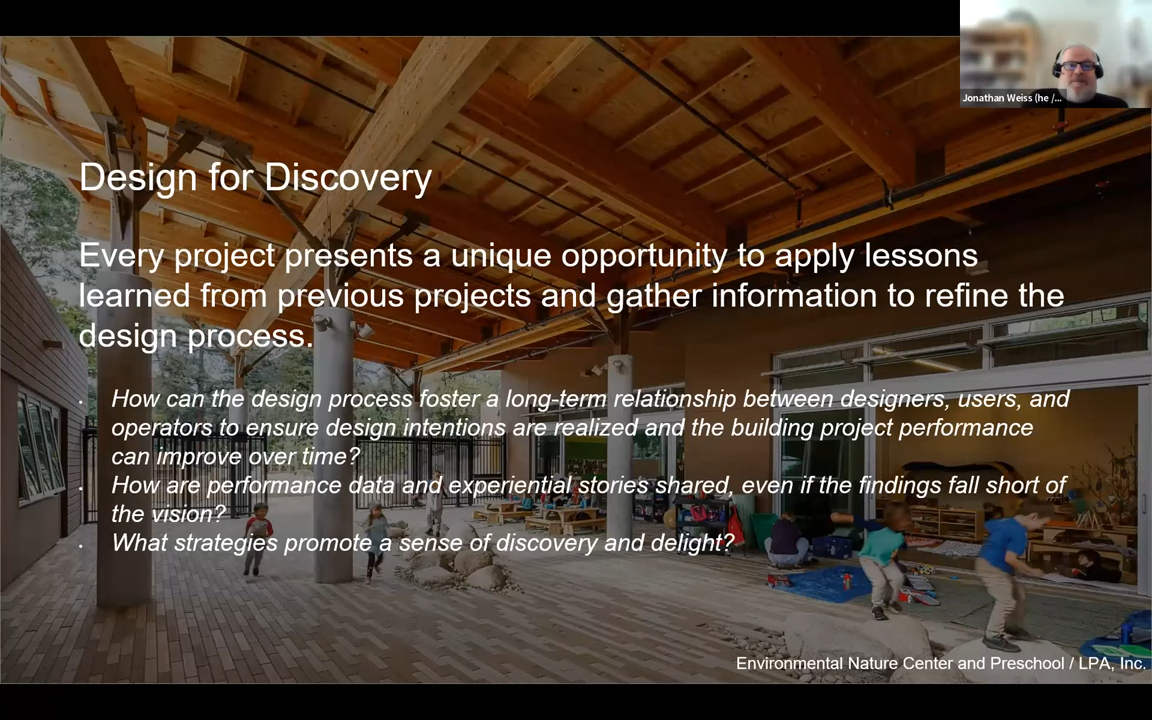 Jonathan Weiss (he /...
Design for Discovery
Every project presents a unique opportunity to apply lessons
learned from previous projects and gather information to refine the
design process.
• How can the design process foster a long-term relationship between designers, users, and
operators to ensure design intentions are realized and the building project performance
can improve over time?
• How are performance data and experiential stories shared, even if the findings fall short of
the vision?
• What strategies promote a sense of discovery and delight?
Environmental Nature Center and Preschool / LPA, Inc.